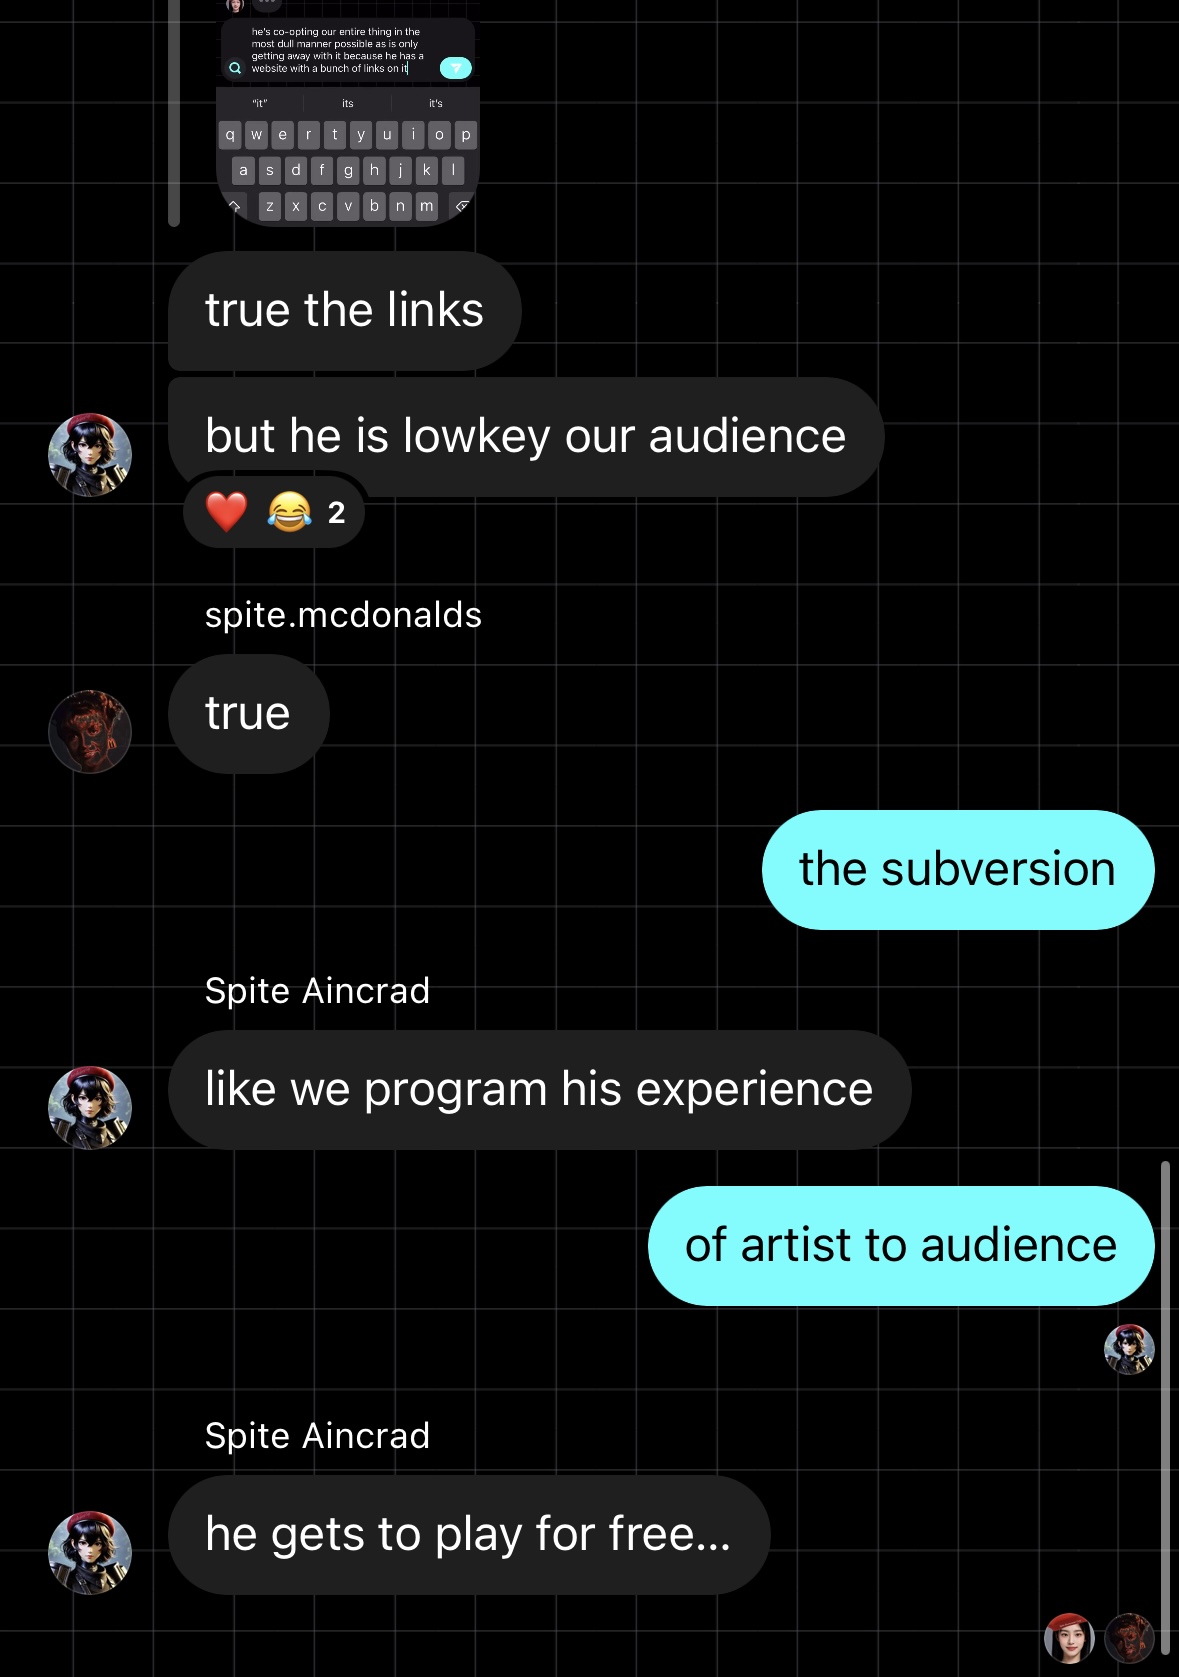 he's co-opting our entire thing in the
most dull manner possible as is only
getting away with it because he has a
website with a bunch of links on it
"it" its it's
q w e r t y u i o p
a s d f g h j k l
z x c v b n m
true the links
but he is lowkey our audience
❤️ 😂 2
spite.mcdonalds
true
the subversion
Spite Aincrad
like we program his experience
of artist to audience
Spite Aincrad
he gets to play for free...